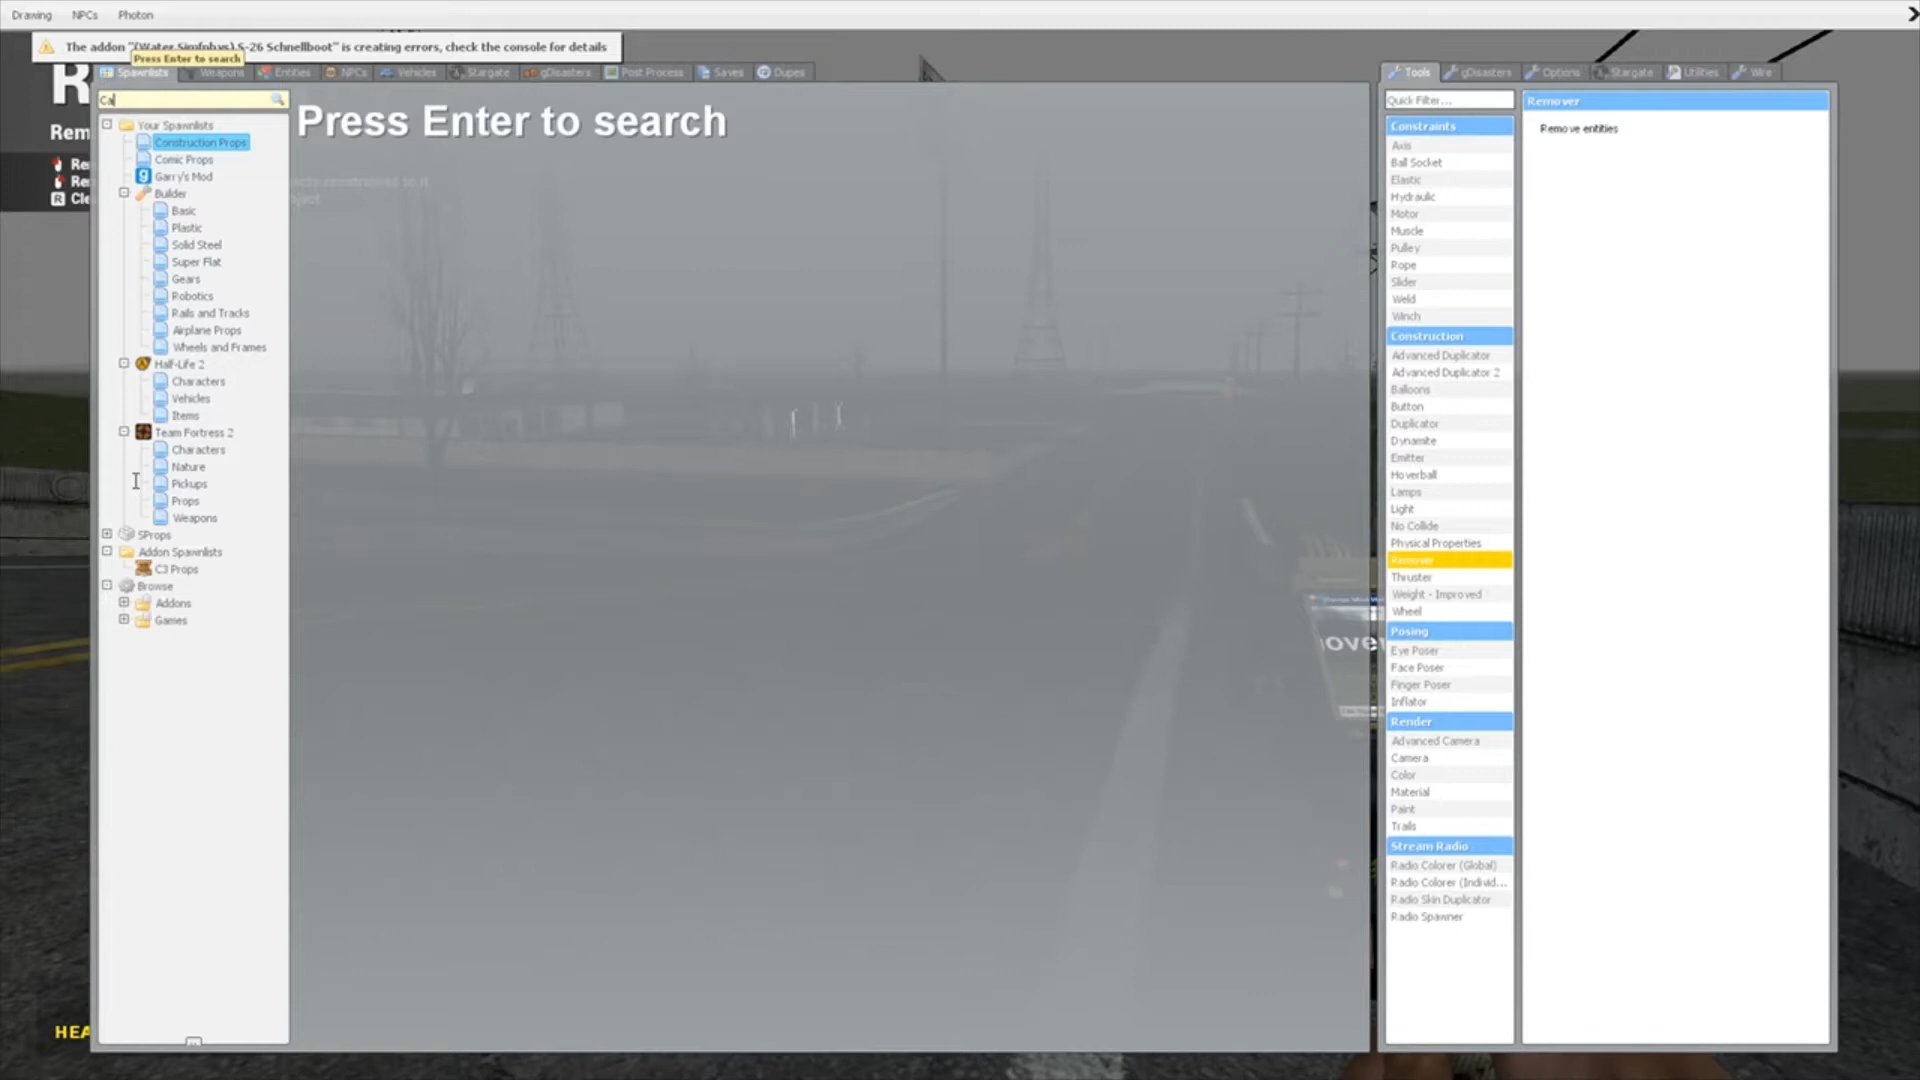 Drawing NPCs Photon
The addon "(Water Simfphys) S-26 Schnellboot" is creating errors, check the console for details
Press Enter to search
Spawnlists Weapons Entities NPCs Vehicles Stargate gDisasters Post Process Saves Dupes
Ca
Press Enter to search
Your Spawnlists
Construction Props
Comic Props
Garry's Mod
Builder
Basic
Plastic
Solid Steel
Super Flat
Gears
Robotics
Rails and Tracks
Airplane Props
Wheels and Frames
Half-Life 2
Characters
Vehicles
Items
Team Fortress 2
Characters
Nature
Pickups
Props
Weapons
SProps
Addon Spawnlists
C3 Props
Browse
Addons
Games
R
Rem
Re
Re
R Cle
HEA
Tools gDisasters Options Stargate Utilities Wire
Quick Filter...
Constraints
Axis
Ball Socket
Elastic
Hydraulic
Motor
Muscle
Pulley
Rope
Slider
Weld
Winch
Construction
Advanced Duplicator
Advanced Duplicator 2
Balloons
Button
Duplicator
Dynamite
Emitter
Hoverball
Lamps
Light
No Collide
Physical Properties
Remover
Thruster
Weight - Improved
Wheel
Posing
Eye Poser
Face Poser
Finger Poser
Inflator
Render
Advanced Camera
Camera
Color
Material
Paint
Trails
Stream Radio
Radio Colorer (Global)
Radio Colorer (Individ...
Radio Skin Duplicator
Radio Spawner
Remover
Remove entities